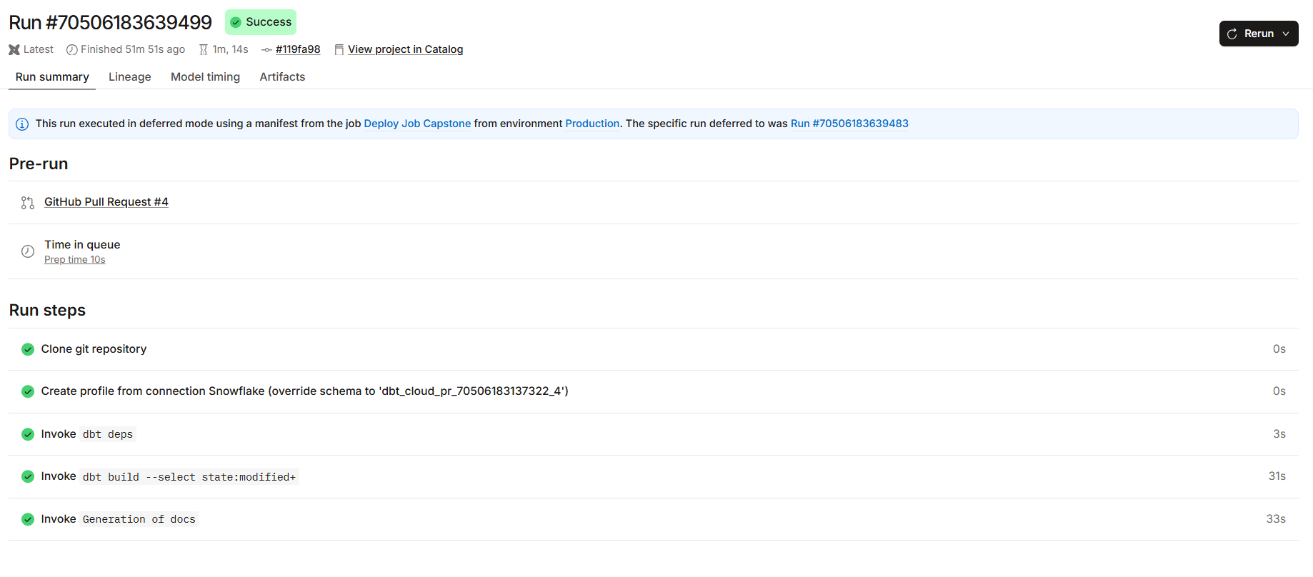 Run #70506183639499 Success
Rerun
Latest Finished 51m 51s ago 1m, 14s #119fa98 View project in Catalog
Run summary Lineage Model timing Artifacts
This run executed in deferred mode using a manifest from the job Deploy Job Capstone from environment Production. The specific run deferred to was Run #70506183639483
Pre-run
GitHub Pull Request #4
Time in queue
Prep time 10s
Run steps
Clone git repository 0s
Create profile from connection Snowflake (override schema to 'dbt_cloud_pr_70506183137322_4') 0s
Invoke dbt deps 3s
Invoke dbt build --select state:modified+ 31s
Invoke Generation of docs 33s